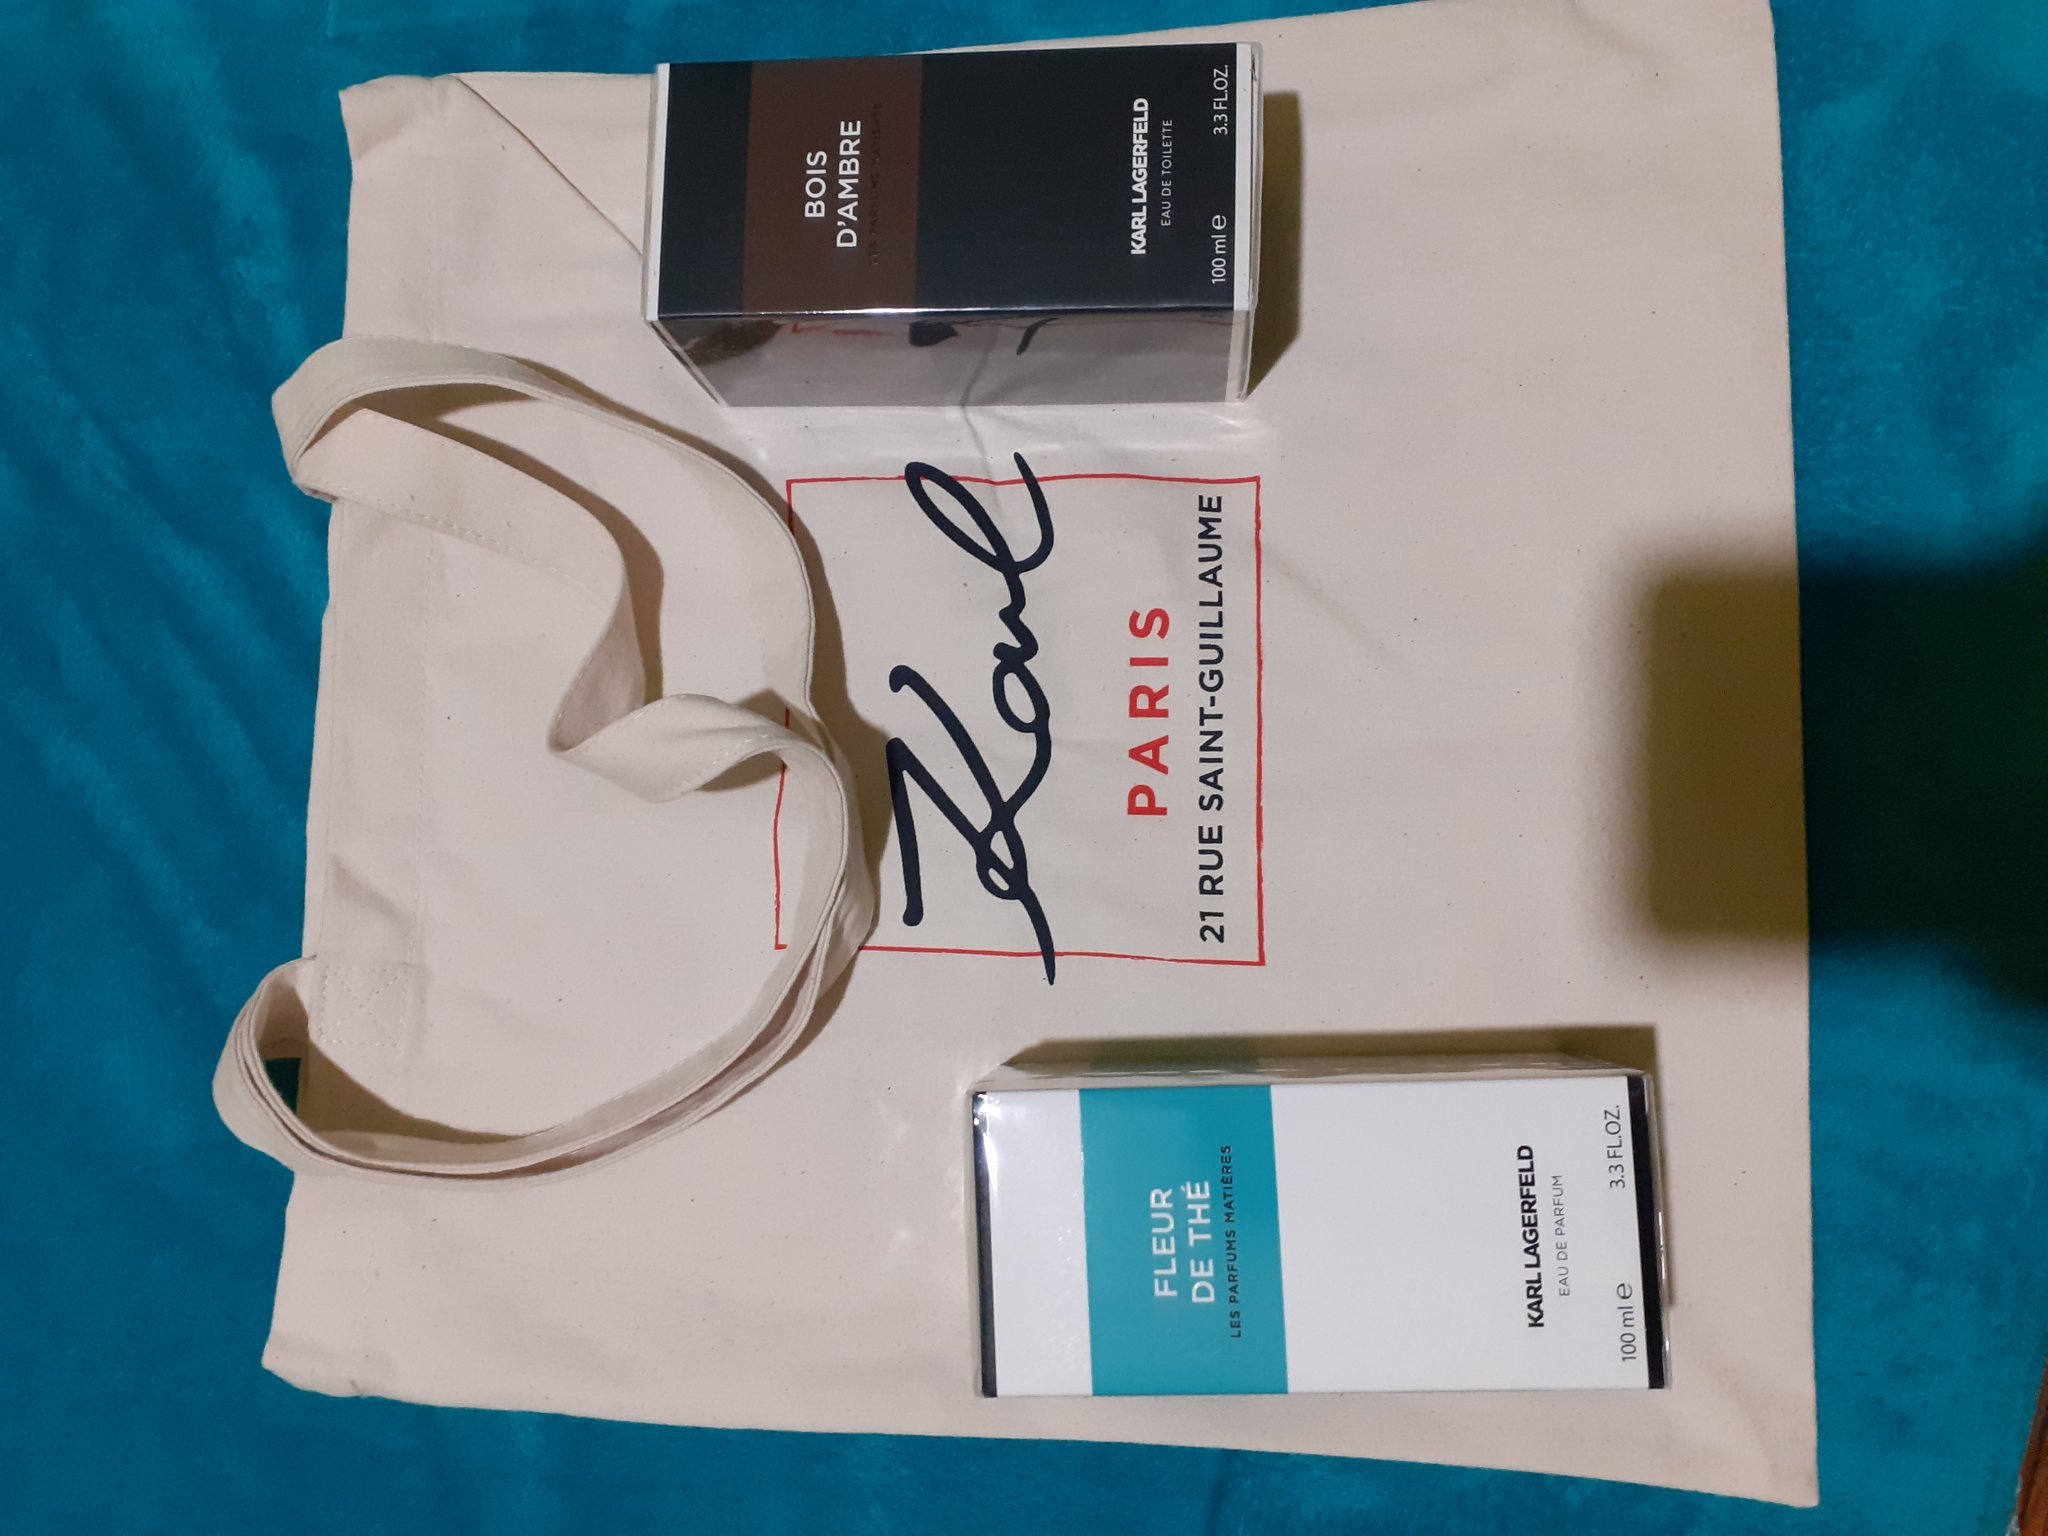 BOIS
D'AMBRE
LES PARFUMS MATIÈRES
KARL LAGERFELD
EAU DE TOILETTE
100 ml e 3.3 FL.OZ.
Karl
PARIS
21 RUE SAINT-GUILLAUME
FLEUR
DE THÉ
LES PARFUMS MATIÈRES
KARL LAGERFELD
EAU DE PARFUM
100 ml e 3.3 FL.OZ.